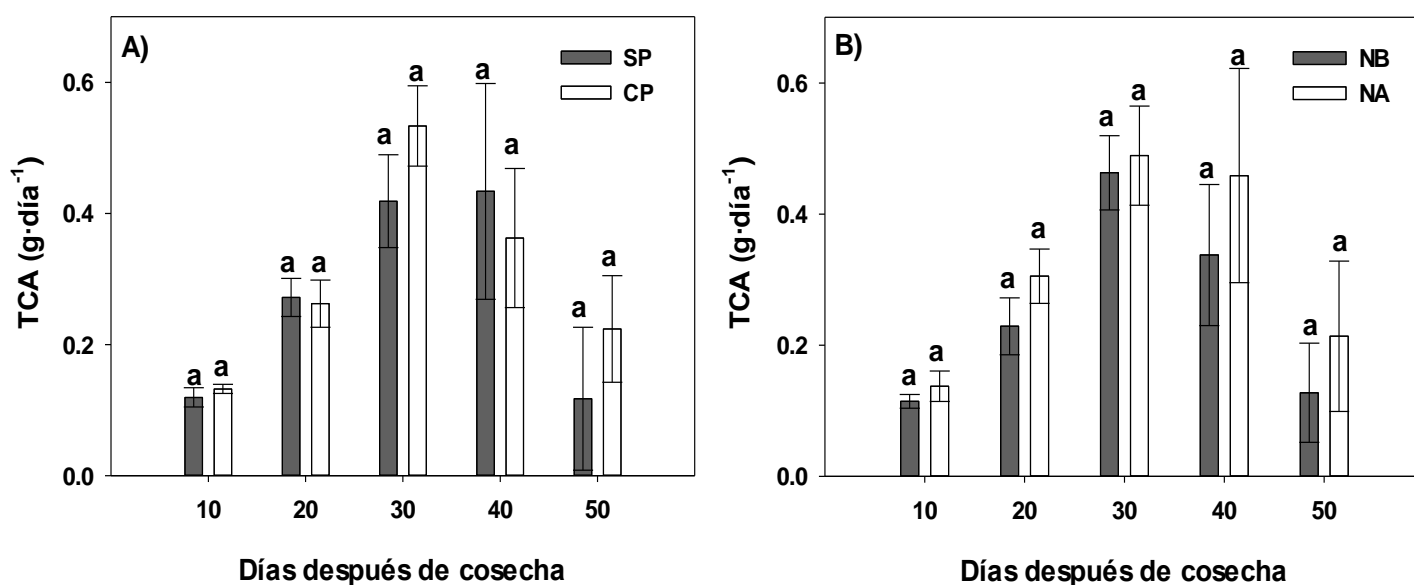 A)
SP
CP
TCA (g·día⁻¹)
0.6
0.4
0.2
0.0
a a a a a a a a a a
10 20 30 40 50
Días después de cosecha
B)
NB
NA
TCA (g·día⁻¹)
0.6
0.4
0.2
0.0
a a a a a a a a a a
10 20 30 40 50
Días después de cosecha